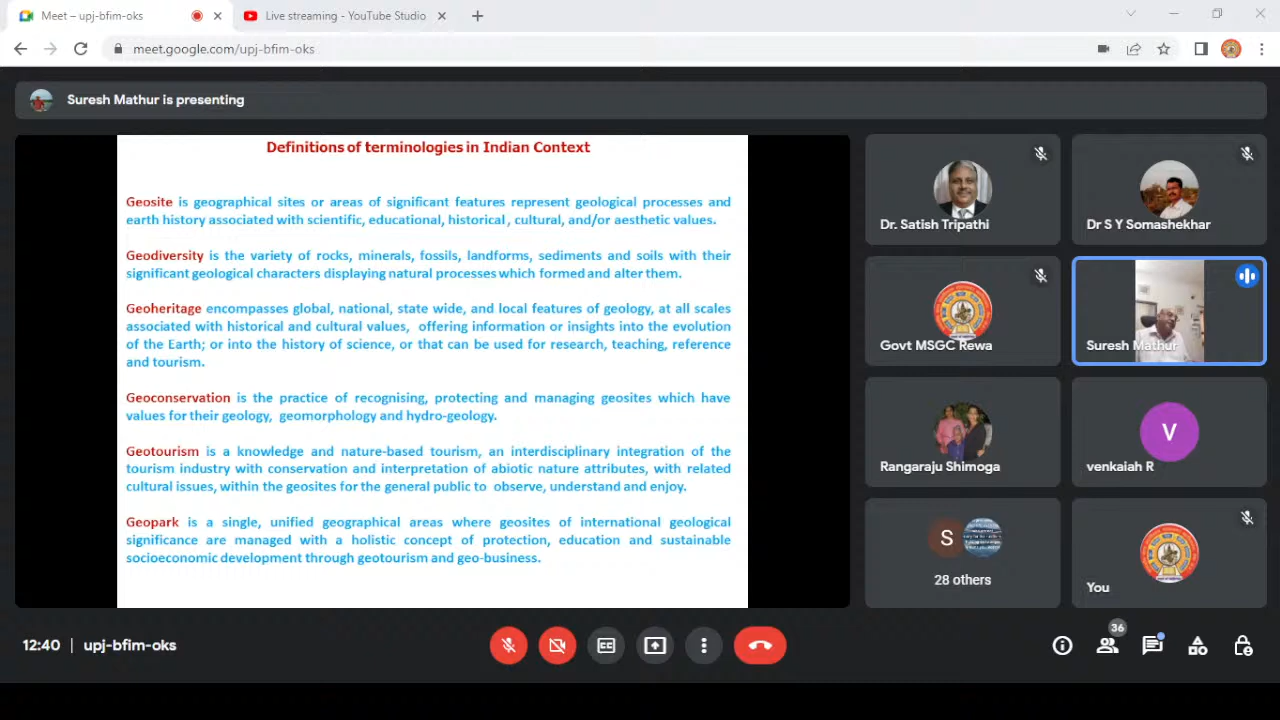 Meet – upj-bfim-oks
Live streaming - YouTube Studio
meet.google.com/upj-bfim-oks
Suresh Mathur is presenting
Definitions of terminologies in Indian Context
Geosite is geographical sites or areas of significant features represent geological processes and
earth history associated with scientific, educational, historical, cultural, and/or aesthetic values.
Geodiversity is the variety of rocks, minerals, fossils, landforms, sediments and soils with their
significant geological characters displaying natural processes which formed and alter them.
Geoheritage encompasses global, national, state wide, and local features of geology, at all scales
associated with historical and cultural values, offering information or insights into the evolution
of the Earth; or into the history of science, or that can be used for research, teaching, reference
and tourism.
Geoconservation is the practice of recognising, protecting and managing geosites which have
values for their geology, geomorphology and hydro-geology.
Geotourism is a knowledge and nature-based tourism, an interdisciplinary integration of the
tourism industry with conservation and interpretation of abiotic nature attributes, with related
cultural issues, within the geosites for the general public to observe, understand and enjoy.
Geopark is a single, unified geographical areas where geosites of international geological
significance are managed with a holistic concept of protection, education and sustainable
socioeconomic development through geotourism and geo-business.
Dr. Satish Tripathi
Dr S Y Somashekhar
Govt MSGC Rewa
Suresh Mathur
Rangaraju Shimoga
V
venkaiah R
S
28 others
You
12:40 | upj-bfim-oks
CC
36